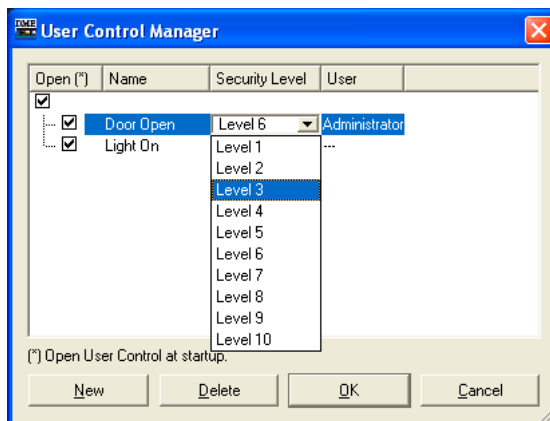 DME User Control Manager
Open (*) Name Security Level User
Door Open Level 6 Administrator
Light On Level 1 ---
Level 2
Level 3
Level 4
Level 5
Level 6
Level 7
Level 8
Level 9
Level 10
(*) Open User Control at startup.
New Delete OK Cancel